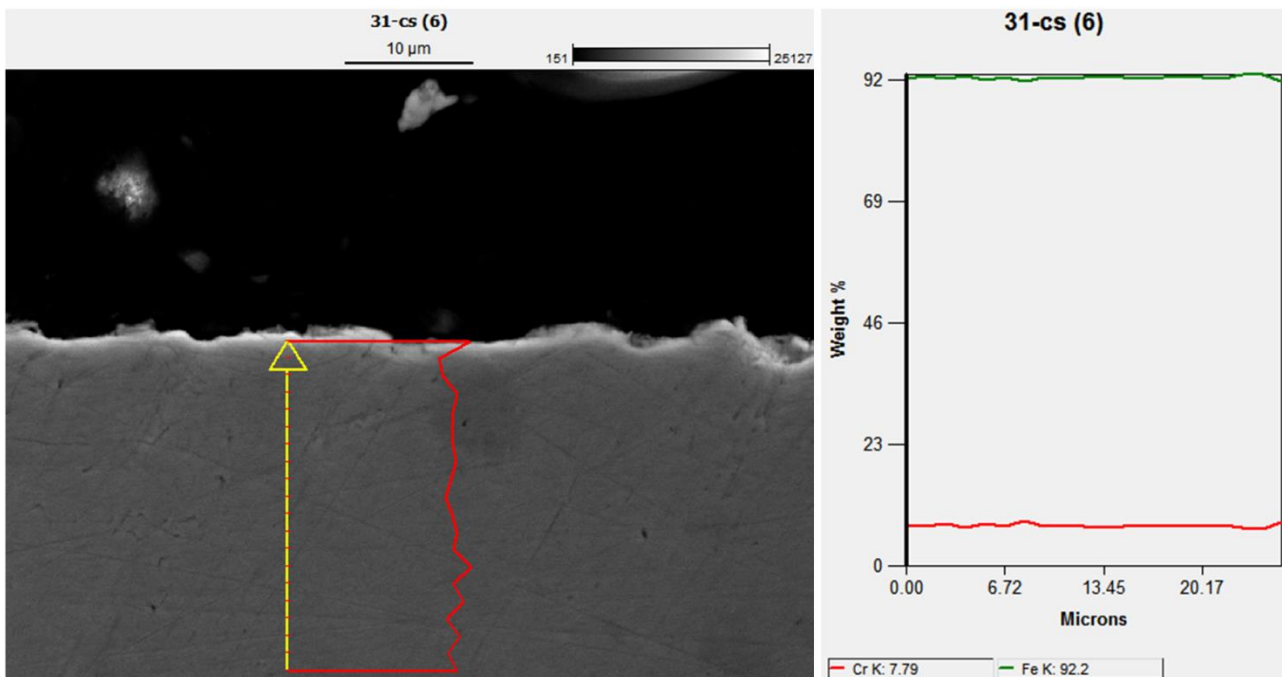 31-cs (6)
10 µm
151
25127
31-cs (6)
92
69
46
23
0
Weight %
0.00 6.72 13.45 20.17
Microns
Cr K: 7.79 Fe K: 92.2